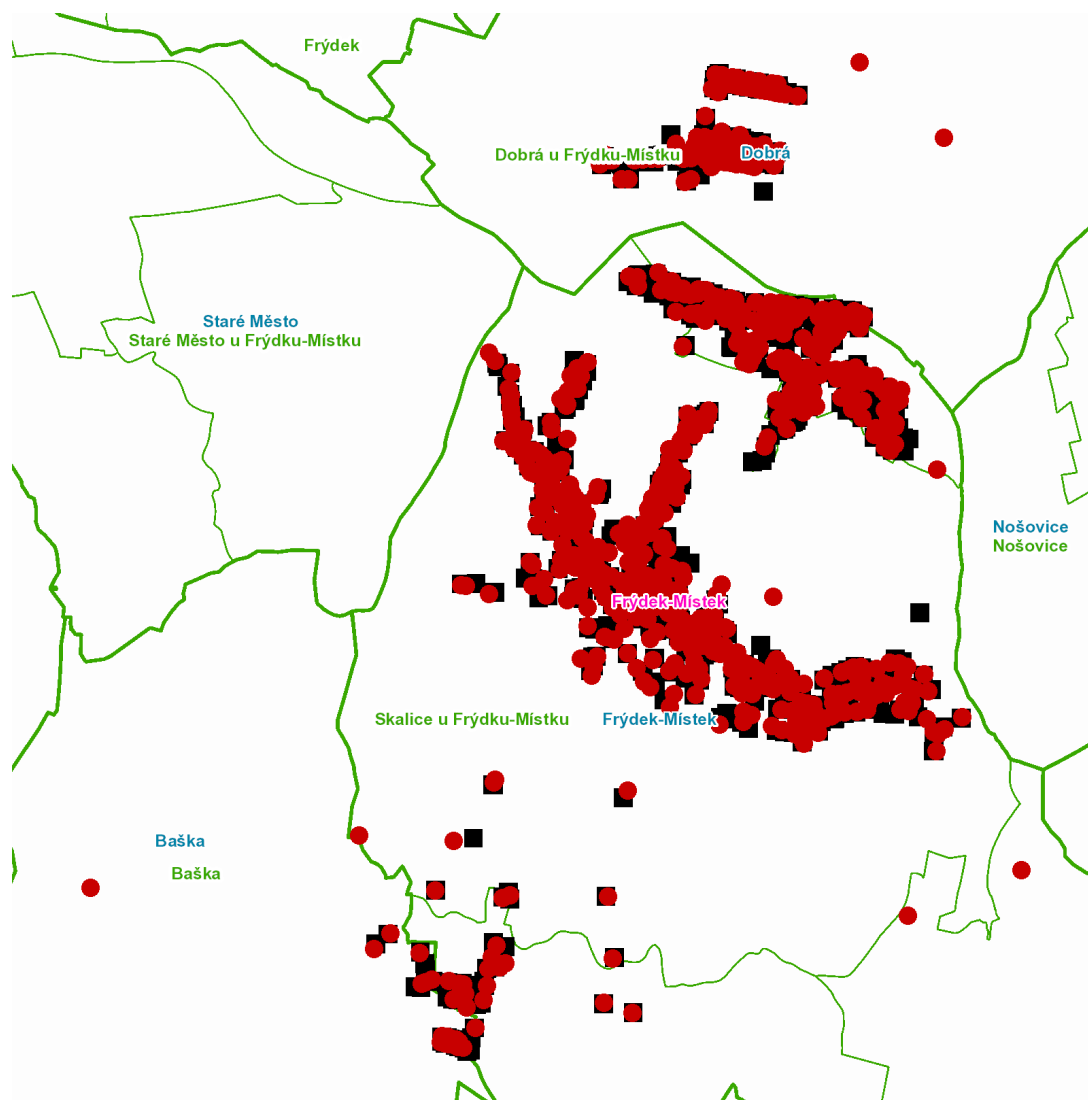 Frýdek
Dobrá u Frýdku-Místku
Dobrá
Staré Město
Staré Město u Frýdku-Místku
Nošovice
Nošovice
Frýdek-Místek
Skalice u Frýdku-Místku
Frýdek-Místek
Baška
Baška